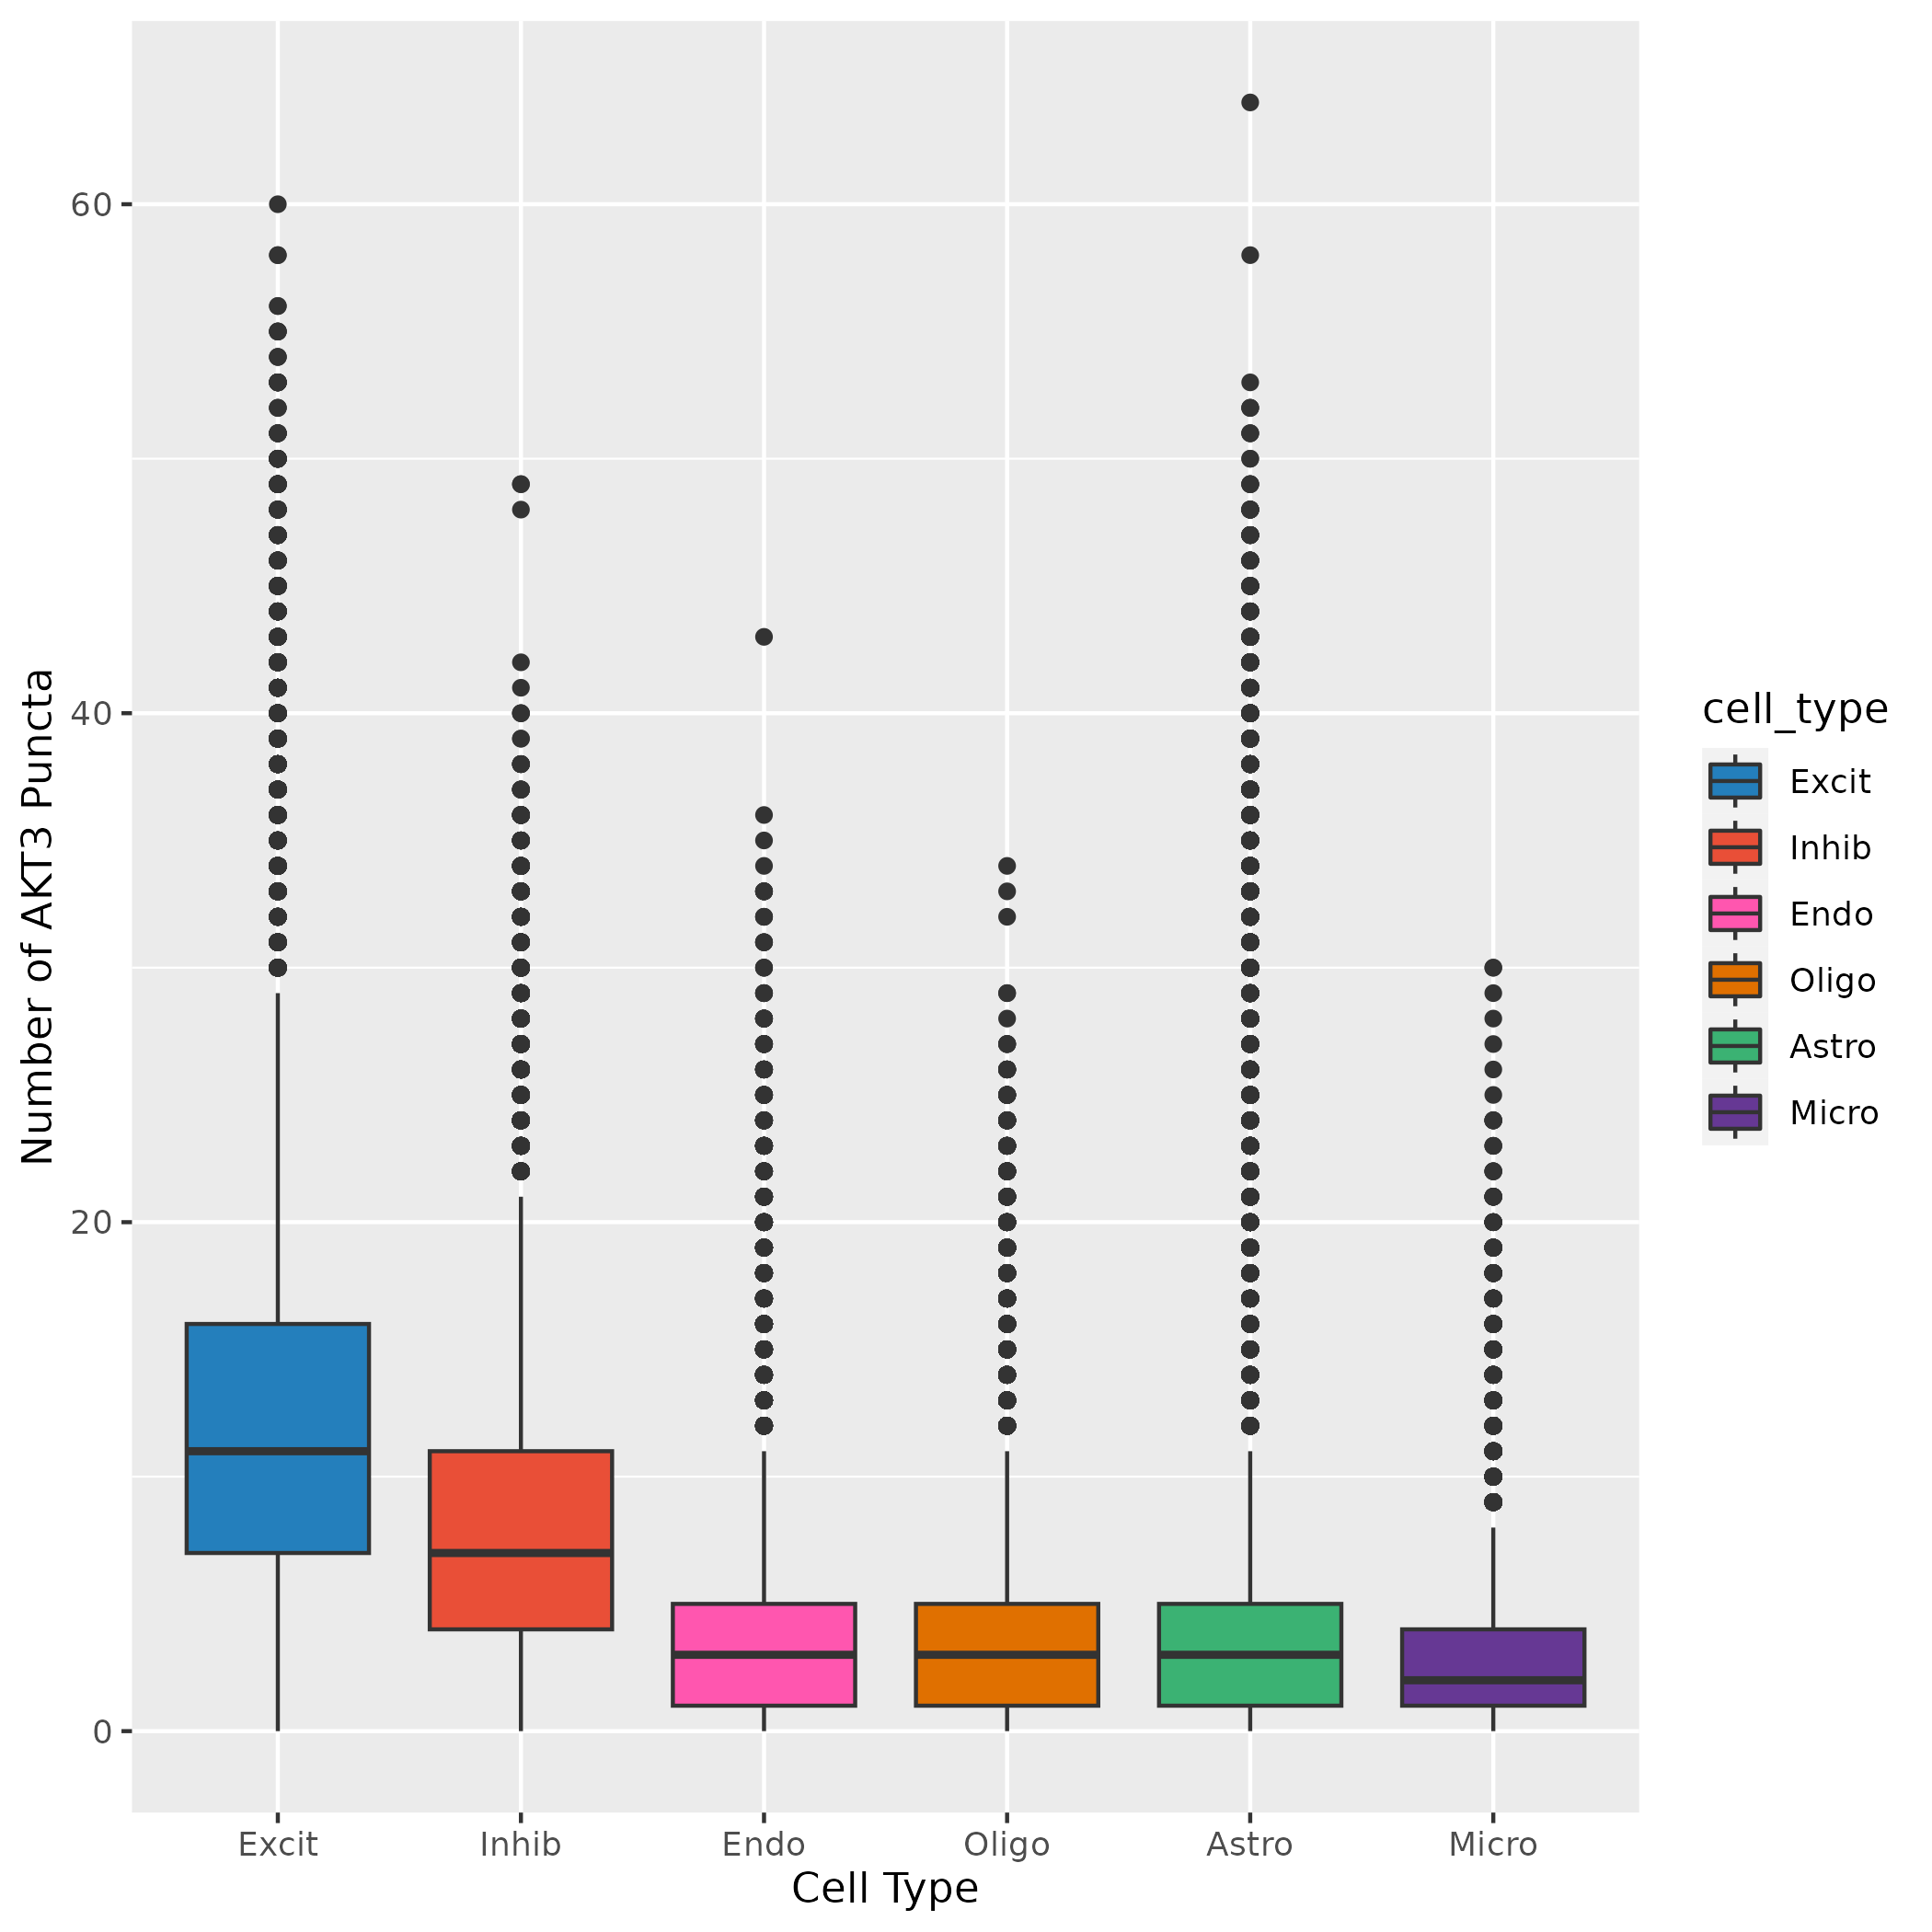 Number of AKT3 Puncta
60
40
20
0
Excit Inhib Endo Oligo Astro Micro
Cell Type
cell_type
Excit
Inhib
Endo
Oligo
Astro
Micro